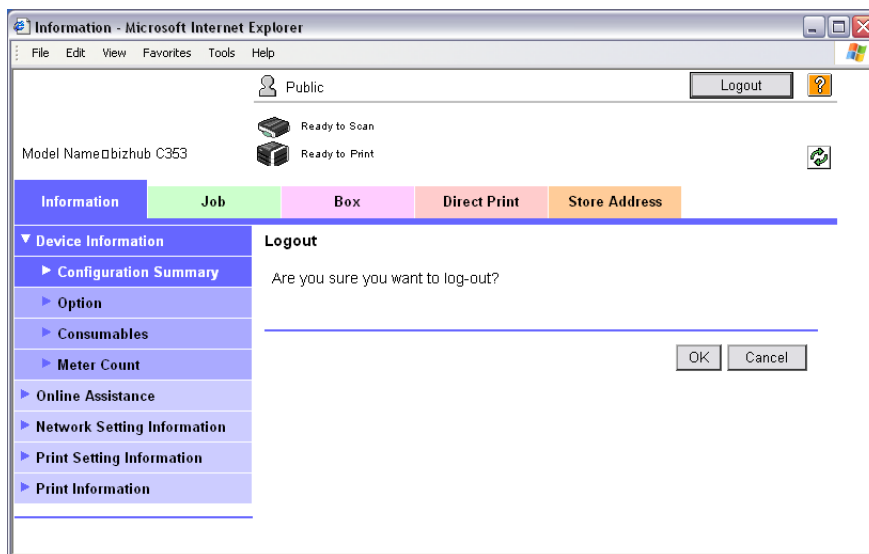 Information - Microsoft Internet Explorer
File Edit View Favorites Tools Help
Public
Logout
?
Ready to Scan
Model Name□bizhub C353
Ready to Print
Information
Job
Box
Direct Print
Store Address
Device Information
Configuration Summary
Option
Consumables
Meter Count
Online Assistance
Network Setting Information
Print Setting Information
Print Information
Logout
Are you sure you want to log-out?
OK
Cancel